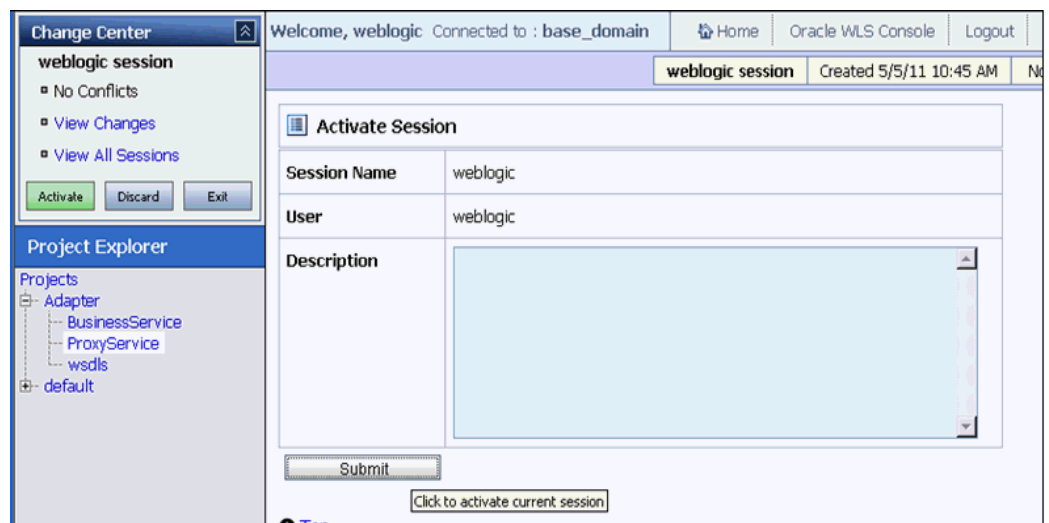 Change Center
weblogic session
No Conflicts
View Changes
View All Sessions
Activate Discard Exit
Project Explorer
Projects
Adapter
BusinessService
ProxyService
wsdls
default
Welcome, weblogic Connected to : base_domain Home Oracle WLS Console Logout
weblogic session Created 5/5/11 10:45 AM
Activate Session
Session Name weblogic
User weblogic
Description
Submit
Click to activate current session